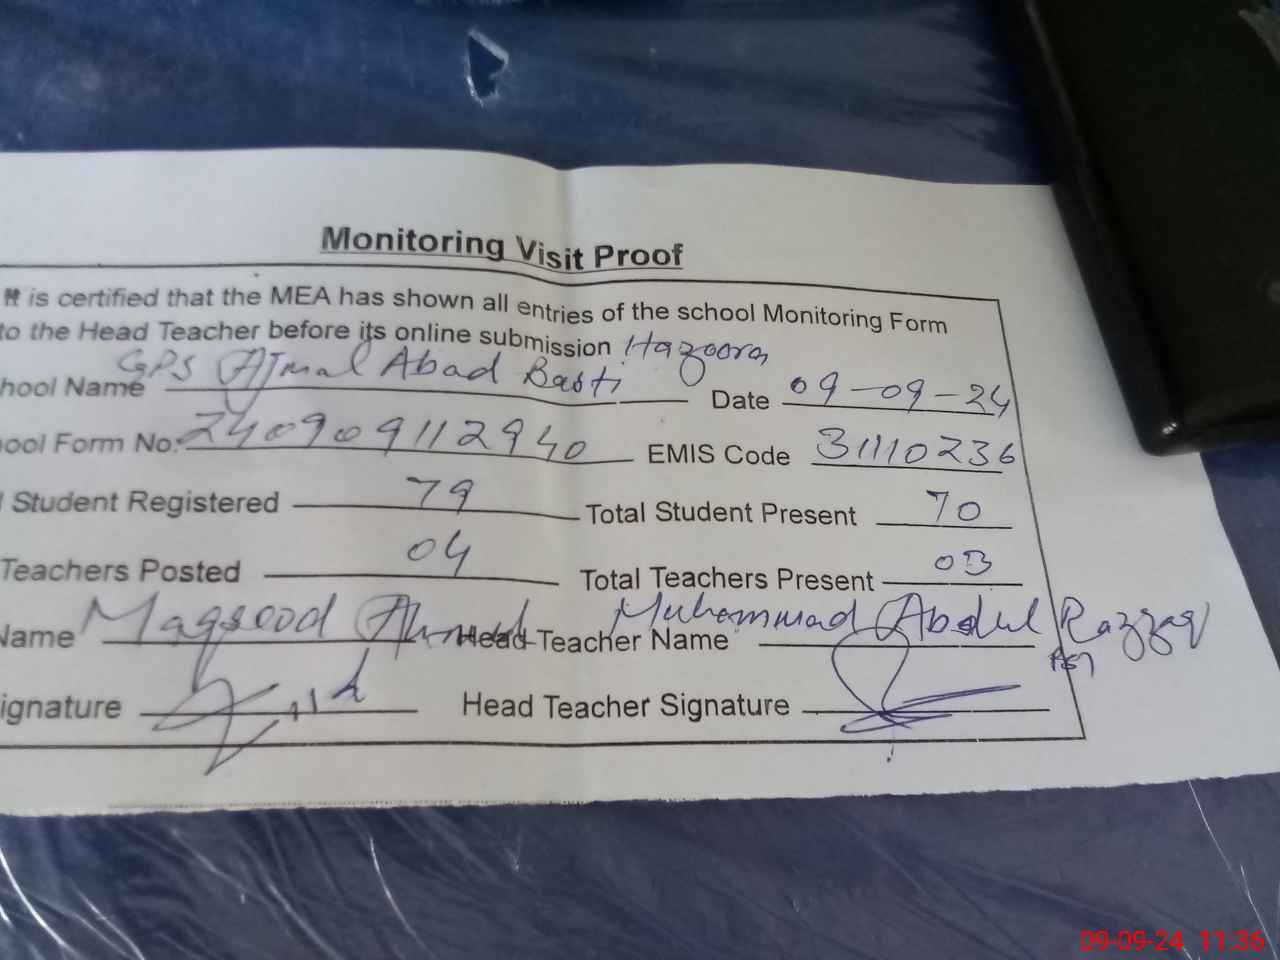 Monitoring Visit Proof
It is certified that the MEA has shown all entries of the school Monitoring Form
to the Head Teacher before its online submission Hazoora
hool Name GPS Ajmal Abad Basti Date 09-09-24
ool Form No: 240909112940 EMIS Code 31110236
l Student Registered 79 Total Student Present 70
Teachers Posted 04 Total Teachers Present 03
Name Maqsood Ahmad Head Teacher Name Muhammad Abdul Razzaq
PST
ignature Head Teacher Signature
09-09-24 11:36